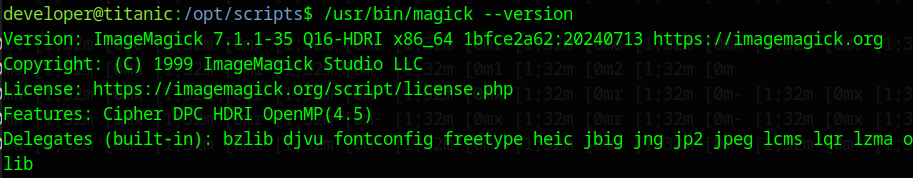 developer@titanic:/opt/scripts$ /usr/bin/magick --version
Version: ImageMagick 7.1.1-35 Q16-HDRI x86_64 1bfce2a62:20240713 https://imagemagick.org
Copyright: (C) 1999 ImageMagick Studio LLC
License: https://imagemagick.org/script/license.php
Features: Cipher DPC HDRI OpenMP(4.5)
Delegates (built-in): bzlib djvu fontconfig freetype heic jbig jng jp2 jpeg lcms lqr lzma o
lib